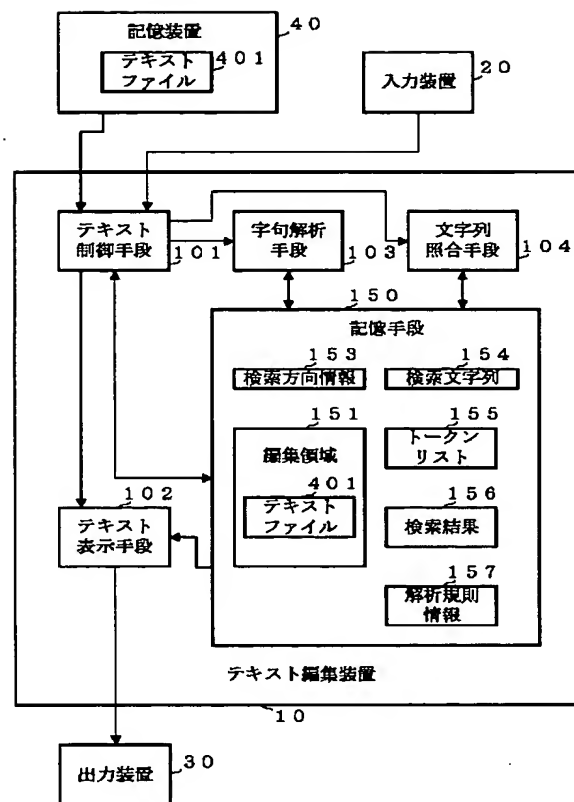 記憶装置
40
テキスト
ファイル
401
入力装置
20
テキスト
制御手段
101
字句解析
手段
103
文字列
照合手段
104
150
記憶手段
153
検索方向情報
154
検索文字列
151
編集領域
401
テキスト
ファイル
155
トークン
リスト
156
検索結果
157
解析規則
情報
102
テキスト
表示手段
テキスト編集装置
10
出力装置
30